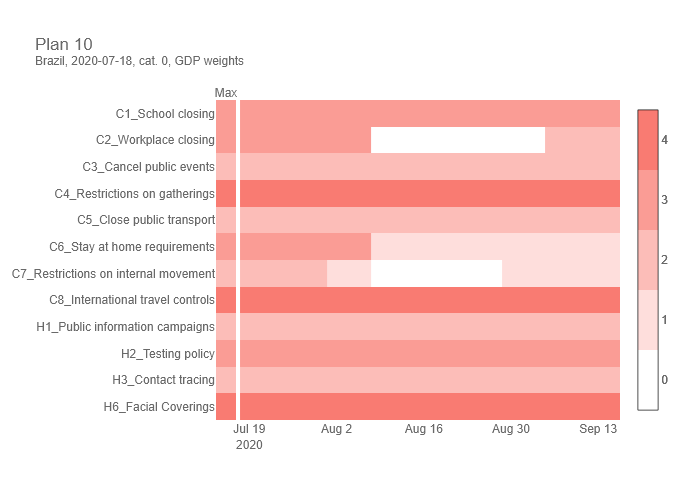 Plan 10
Brazil, 2020-07-18, cat. 0, GDP weights
Max
C1_School closing
C2_Workplace closing
C3_Cancel public events
C4_Restrictions on gatherings
C5_Close public transport
C6_Stay at home requirements
C7_Restrictions on internal movement
C8_International travel controls
H1_Public information campaigns
H2_Testing policy
H3_Contact tracing
H6_Facial Coverings
4
3
2
1
0
Jul 19 Aug 2 Aug 16 Aug 30 Sep 13
2020